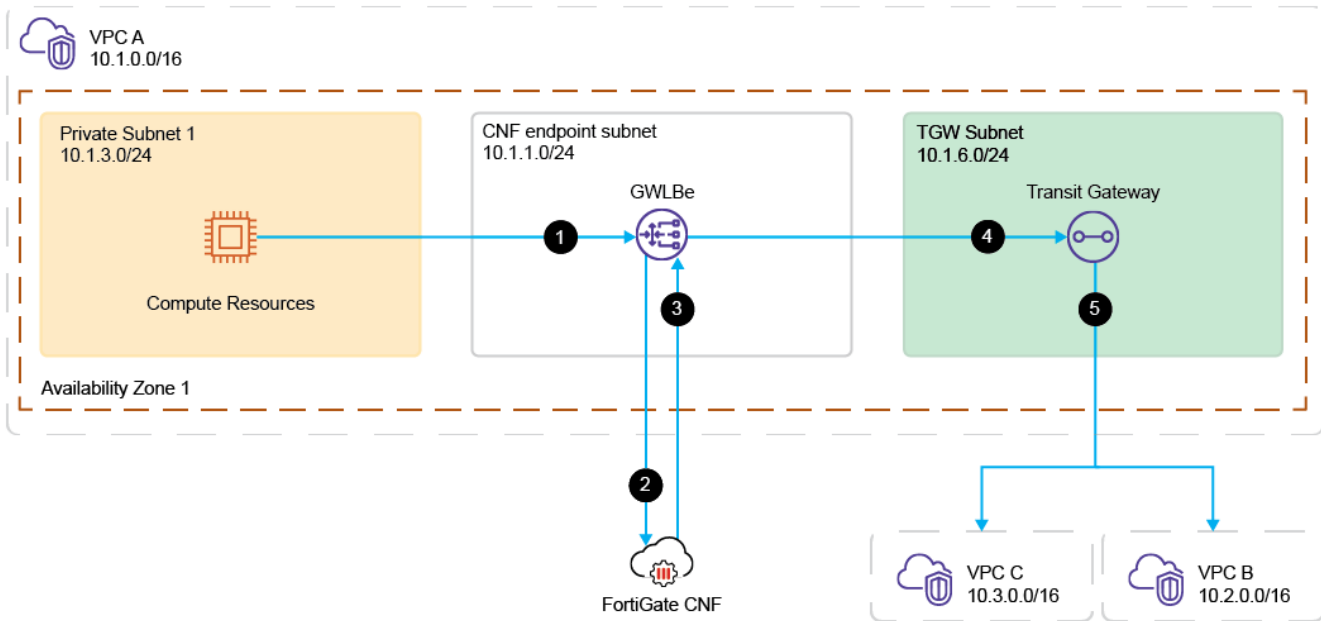 VPC A
10.1.0.0/16
Private Subnet 1
10.1.3.0/24
CNF endpoint subnet
10.1.1.0/24
TGW Subnet
10.1.6.0/24
GWLBe
Transit Gateway
1
4
3
5
Compute Resources
Availability Zone 1
2
FortiGate CNF
VPC C
10.3.0.0/16
VPC B
10.2.0.0/16